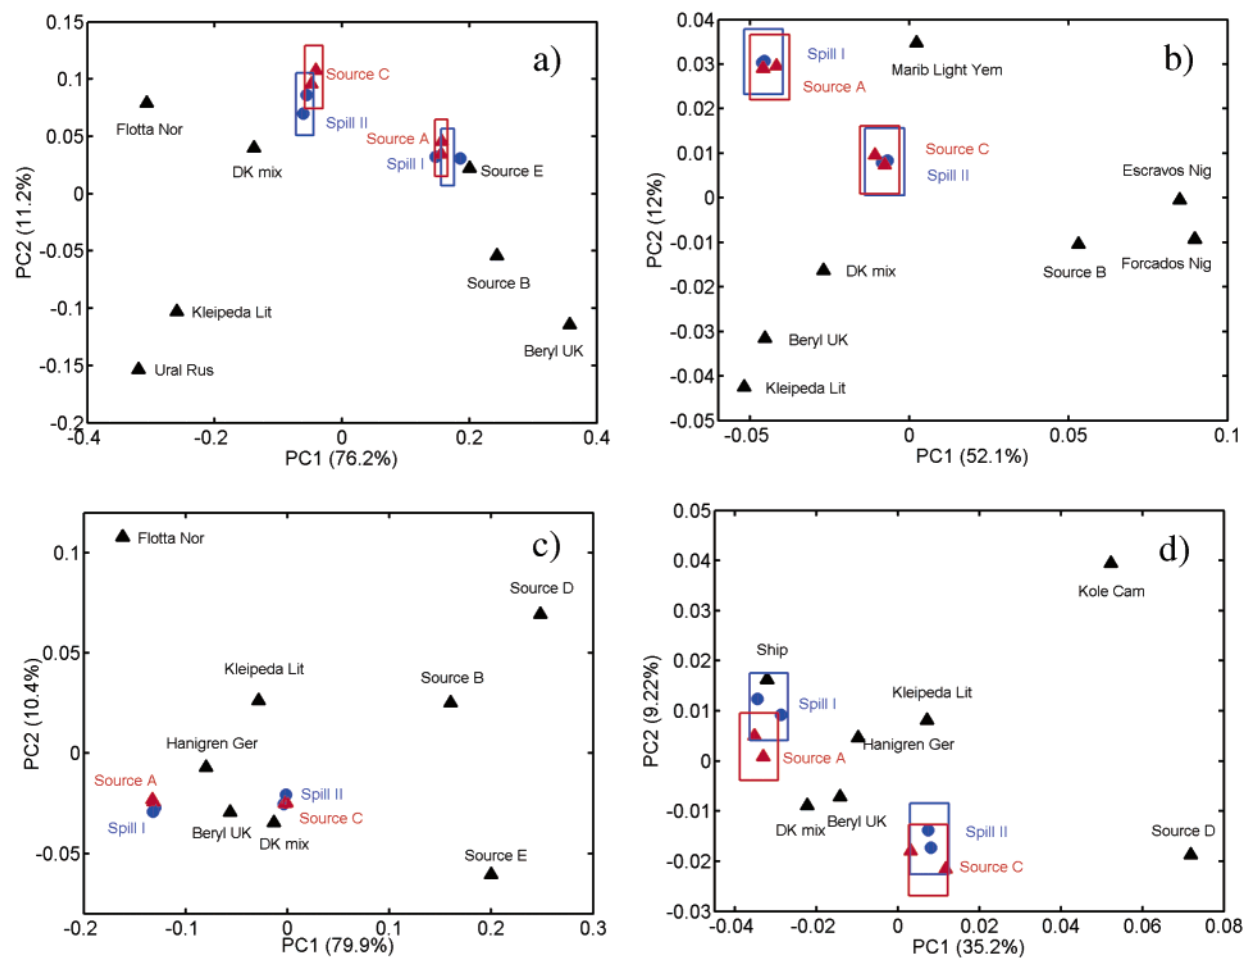 a)
0.15
0.1
0.05
0
-0.05
-0.1
-0.15
-0.2
PC2 (11.2%)
Source C
Spill II
Flotta Nor
DK mix
Source A
Spill I
Source E
Source B
Kleipeda Lit
Beryl UK
Ural Rus
-0.4 -0.2 0 0.2 0.4
PC1 (76.2%)
b)
0.04
0.03
0.02
0.01
0
-0.01
-0.02
-0.03
-0.04
-0.05
PC2 (12%)
Spill I
Source A
Marib Light Yem
Source C
Spill II
Escravos Nig
DK mix
Source B
Forcados Nig
Beryl UK
Kleipeda Lit
-0.05 0 0.05 0.1
PC1 (52.1%)
c)
0.1
0.05
0
-0.05
PC2 (10.4%)
Flotta Nor
Source D
Kleipeda Lit
Source B
Hanigren Ger
Source A
Spill II
Spill I
Source C
Beryl UK
DK mix
Source E
-0.2 -0.1 0 0.1 0.2 0.3
PC1 (79.9%)
d)
0.05
0.04
0.03
0.02
0.01
0
-0.01
-0.02
-0.03
PC2 (9.22%)
Kole Cam
Ship
Spill I
Kleipeda Lit
Hanigren Ger
Source A
DK mix
Beryl UK
Spill II
Source D
Source C
-0.04 -0.02 0 0.02 0.04 0.06 0.08
PC1 (35.2%)